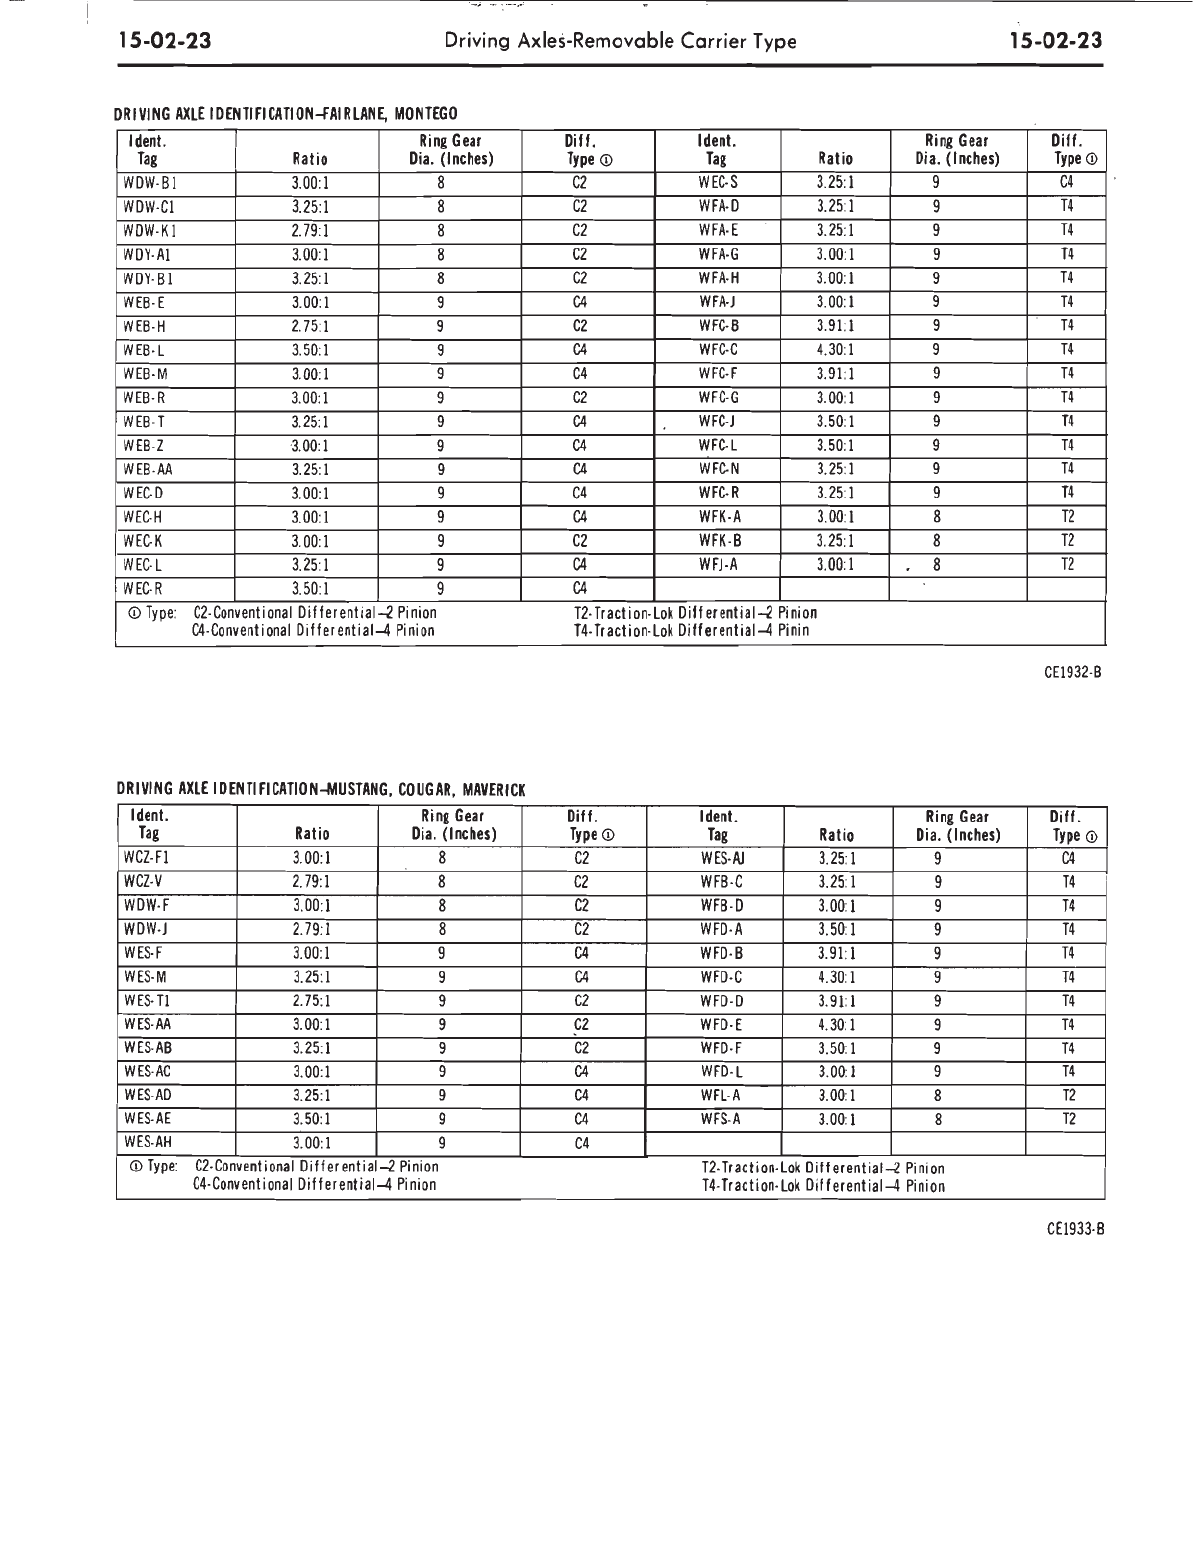 15-02-23 Driving Axles-Removable Carrier Type 15-02-23
DRIVING AXLE IDENTIFICATION-FAIRLANE, MONTEGO
Ident. Ring Gear Diff. Ident. Ring Gear Diff.
Tag Ratio Dia. (Inches) Type ① Tag Ratio Dia. (Inches) Type ①
WDW-B1 3.00:1 8 C2 WEC-S 3.25:1 9 C4
WDW-C1 3.25:1 8 C2 WFA-D 3.25:1 9 T4
WDW-K1 2.79:1 8 C2 WFA-E 3.25:1 9 T4
WDY-A1 3.00:1 8 C2 WFA-G 3.00:1 9 T4
WDY-B1 3.25:1 8 C2 WFA-H 3.00:1 9 T4
WEB-E 3.00:1 9 C4 WFA-J 3.00:1 9 T4
WEB-H 2.75:1 9 C2 WFC-B 3.91:1 9 T4
WEB-L 3.50:1 9 C4 WFC-C 4.30:1 9 T4
WEB-M 3.00:1 9 C4 WFC-F 3.91:1 9 T4
WEB-R 3.00:1 9 C2 WFC-G 3.00:1 9 T4
WEB-T 3.25:1 9 C4 WFC-J 3.50:1 9 T4
WEB-Z 3.00:1 9 C4 WFC-L 3.50:1 9 T4
WEB-AA 3.25:1 9 C4 WFC-N 3.25:1 9 T4
WEC-D 3.00:1 9 C4 WFC-R 3.25:1 9 T4
WEC-H 3.00:1 9 C4 WFK-A 3.00:1 8 T2
WEC-K 3.00:1 9 C2 WFK-B 3.25:1 8 T2
WEC-L 3.25:1 9 C4 WFJ-A 3.00:1 8 T2
WEC-R 3.50:1 9 C4
① Type: C2-Conventional Differential-2 Pinion T2-Traction-Lok Differential-2 Pinion
C4-Conventional Differential-4 Pinion T4-Traction-Lok Differential-4 Pinin
CE1932-B
DRIVING AXLE IDENTIFICATION-MUSTANG, COUGAR, MAVERICK
Ident. Ring Gear Diff. Ident. Ring Gear Diff.
Tag Ratio Dia. (Inches) Type ① Tag Ratio Dia. (Inches) Type ①
WCZ-F1 3.00:1 8 C2 WES-AJ 3.25:1 9 C4
WCZ-V 2.79:1 8 C2 WFB-C 3.25:1 9 T4
WDW-F 3.00:1 8 C2 WFB-D 3.00:1 9 T4
WDW-J 2.79:1 8 C2 WFD-A 3.50:1 9 T4
WES-F 3.00:1 9 C4 WFD-B 3.91:1 9 T4
WES-M 3.25:1 9 C4 WFD-C 4.30:1 9 T4
WES-T1 2.75:1 9 C2 WFD-D 3.91:1 9 T4
WES-AA 3.00:1 9 C2 WFD-E 4.30:1 9 T4
WES-AB 3.25:1 9 C2 WFD-F 3.50:1 9 T4
WES-AC 3.00:1 9 C4 WFD-L 3.00:1 9 T4
WES-AD 3.25:1 9 C4 WFL-A 3.00:1 8 T2
WES-AE 3.50:1 9 C4 WFS-A 3.00:1 8 T2
WES-AH 3.00:1 9 C4
① Type: C2-Conventional Differential-2 Pinion T2-Traction-Lok Differential-2 Pinion
C4-Conventional Differential-4 Pinion T4-Traction-Lok Differential-4 Pinion
CE1933-B